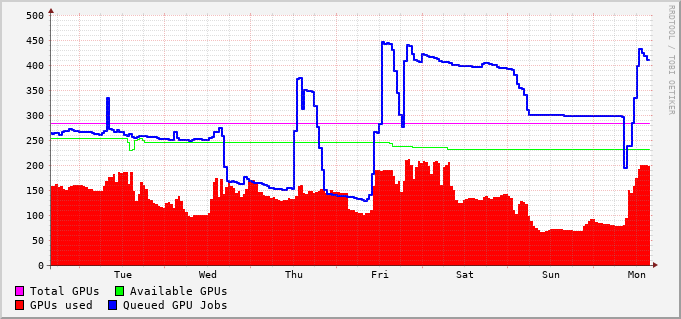 500
450
400
350
300
250
200
150
100
50
0
Tue Wed Thu Fri Sat Sun Mon
Total GPUs Available GPUs
GPUs used Queued GPU Jobs
RRDTOOL / TOBI OETIKER